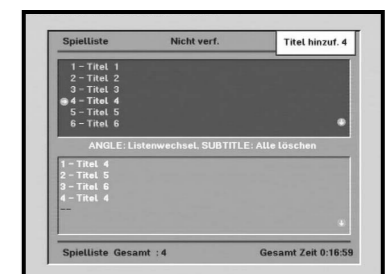 Spielliste Nicht verf. Titel hinzuf. 4
1 – Titel 1
2 – Titel 2
3 – Titel 3
4 – Titel 4
5 – Titel 5
6 – Titel 6
ANGLE: Listenwechsel, SUBTITLE: Alle löschen
1 – Titel 4
2 – Titel 5
3 – Titel 6
4 – Titel 4
--
Spielliste Gesamt : 4 Gesamt Zeit 0:16:59